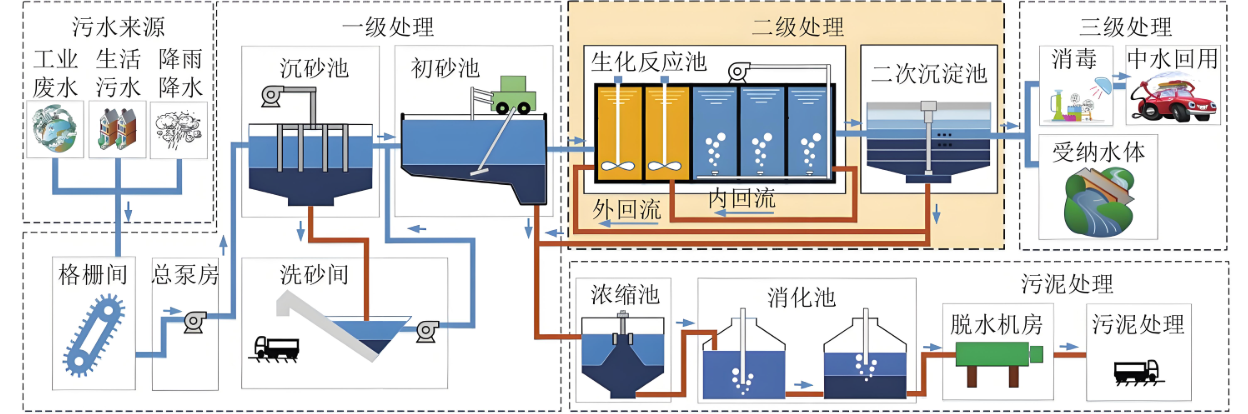 污水来源
工业
废水
生活
污水
降雨
降水
格栅间
总泵房
一级处理
沉砂池
初砂池
洗砂间
二级处理
生化反应池
二次沉淀池
外回流
内回流
三级处理
消毒
中水回用
受纳水体
污泥处理
浓缩池
消化池
脱水机房
污泥处理